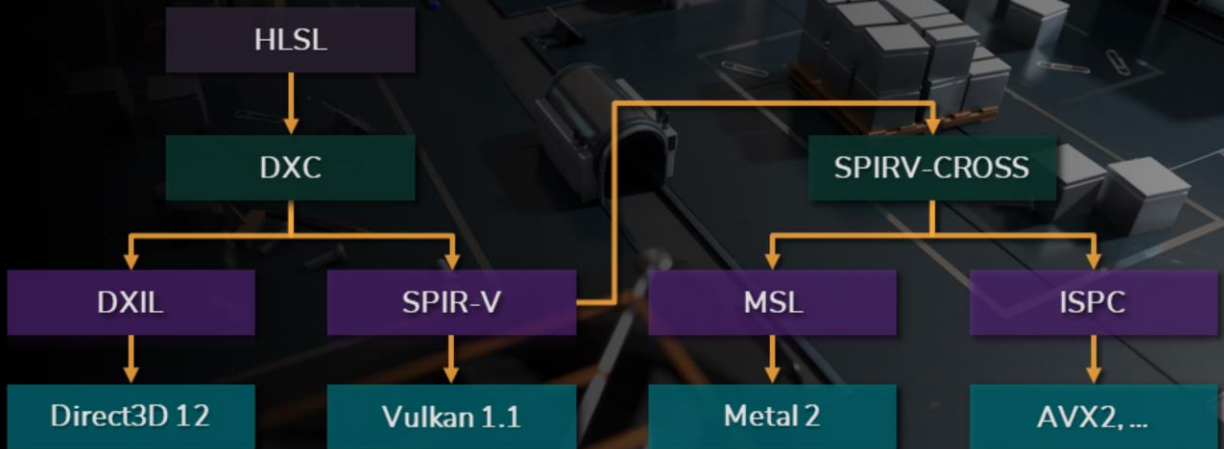 HLSL
DXC
SPIRV-CROSS
DXIL
SPIR-V
MSL
ISPC
Direct3D 12
Vulkan 1.1
Metal 2
AVX2, ...